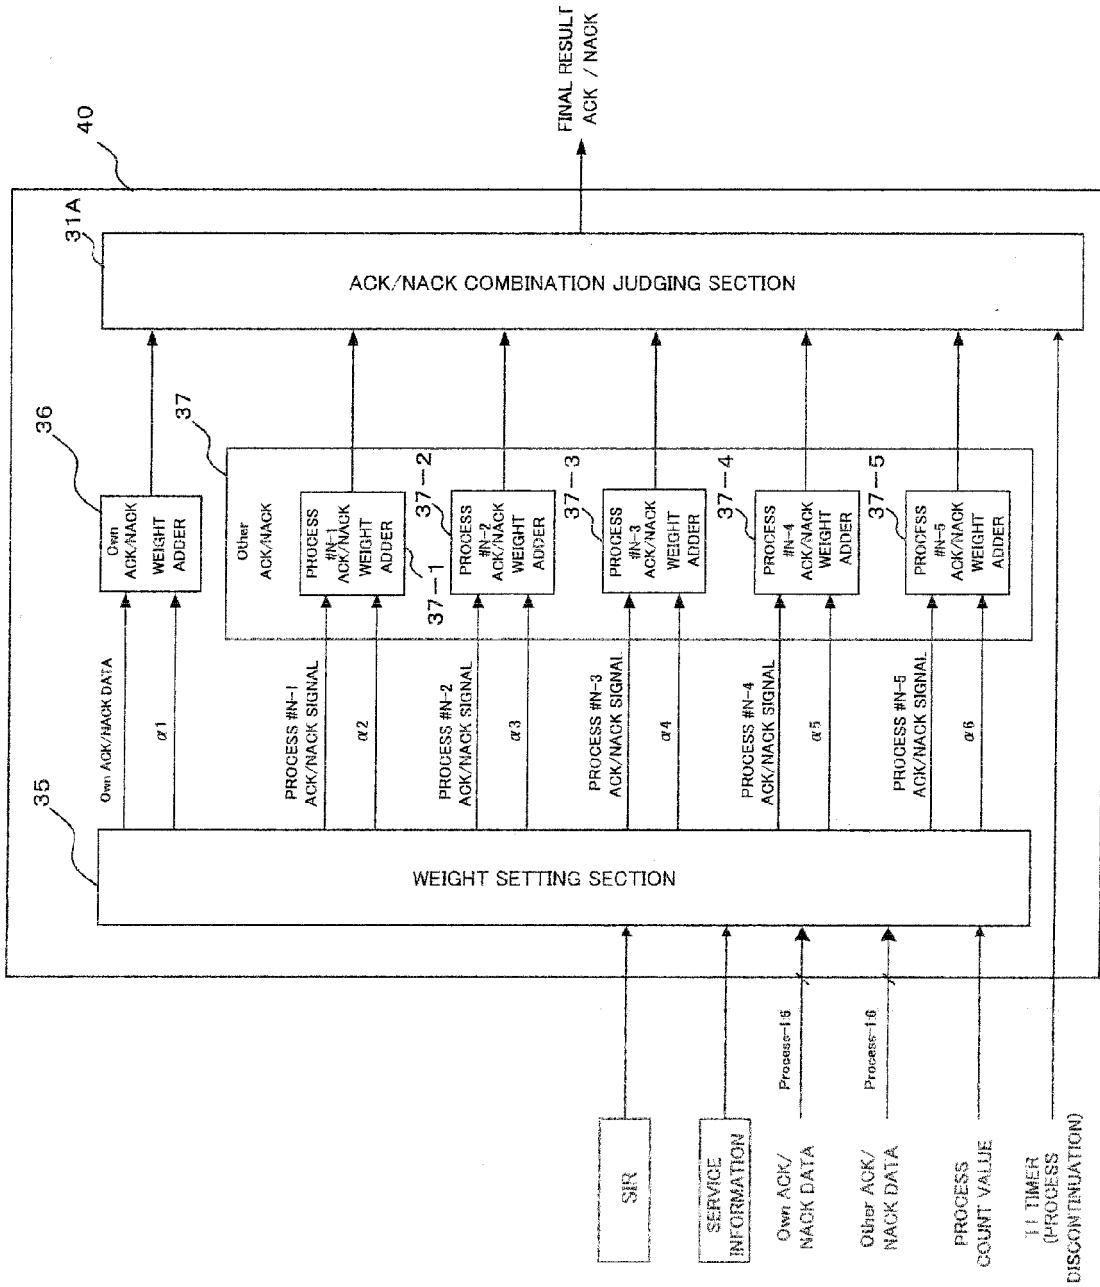 40
31A
ACK/NACK COMBINATION JUDGING SECTION
FINAL RESULT
ACK / NACK
36
Own
ACK/NACK
WEIGHT
ADDER
37
Other
ACK/NACK
PROCESS
#N-1
ACK/NACK
WEIGHT
ADDER
37-1
PROCESS
#N-2
ACK/NACK
WEIGHT
ADDER
37-2
PROCESS
#N-3
ACK/NACK
WEIGHT
ADDER
37-3
PROCESS
#N-4
ACK/NACK
WEIGHT
ADDER
37-4
PROCESS
#N-5
ACK/NACK
WEIGHT
ADDER
37-5
Own ACK/NACK DATA
α1
PROCESS #N-1
ACK/NACK SIGNAL
α2
PROCESS #N-2
ACK/NACK SIGNAL
α3
PROCESS #N-3
ACK/NACK SIGNAL
α4
PROCESS #N-4
ACK/NACK SIGNAL
α5
PROCESS #N-5
ACK/NACK SIGNAL
α6
35
WEIGHT SETTING SECTION
SIR
SERVICE
INFORMATION
Own ACK/
NACK DATA
Process-1:6
Other ACK/
NACK DATA
Process-1:6
PROCESS
COUNT VALUE
TIMER
(PROCESS
DISCONTINUATION)